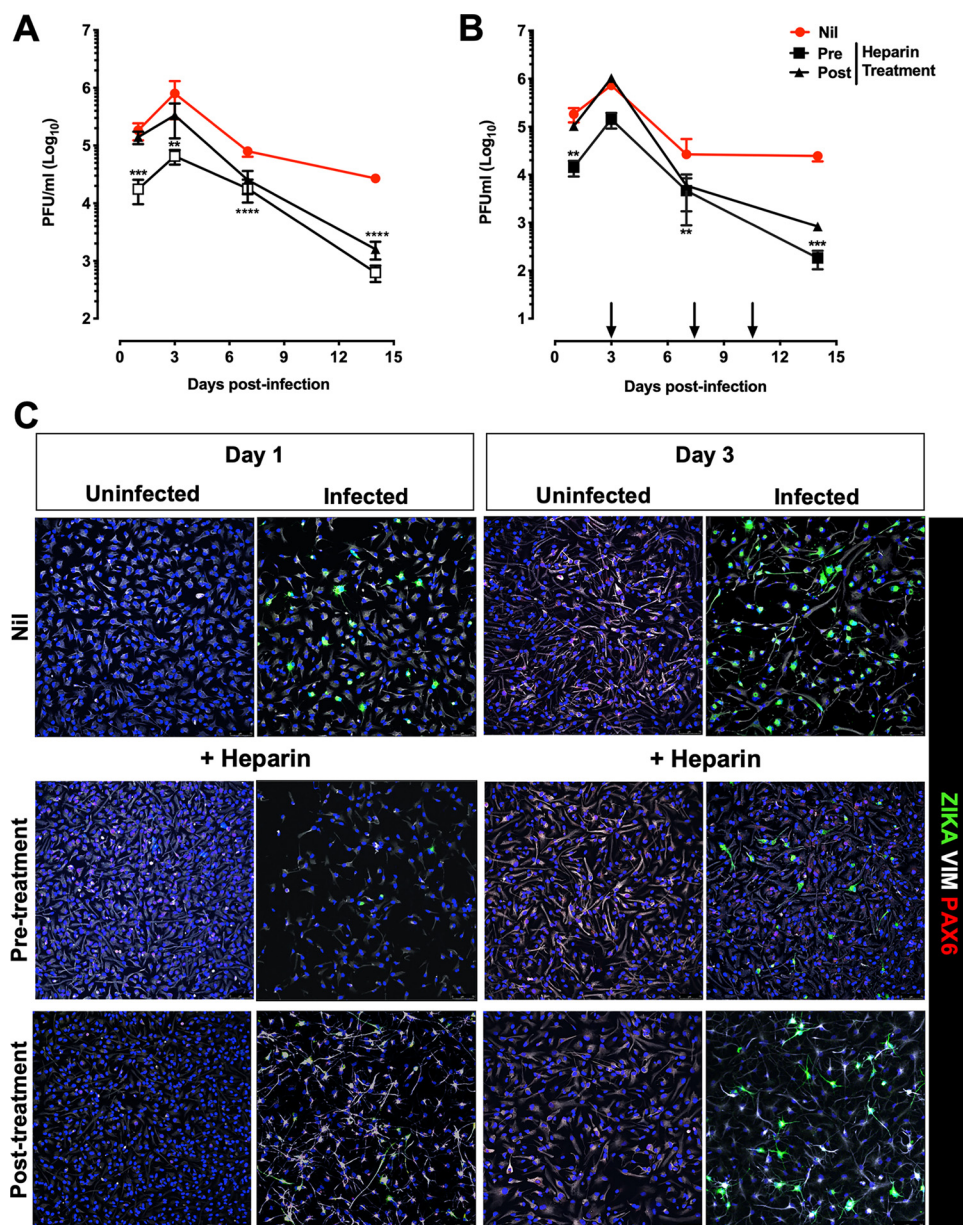 A
PFU/ml (Log10)
7
6
5
4
3
2
***
**
****
****
0 3 6 9 12 15
Days post-infection
B
Nil
Pre
Post
Heparin
Treatment
PFUml (Log10)
7
6
5
4
3
2
1
**
**
***
0 3 6 9 12 15
Days post-infection
C
Day 1
Day 3
Uninfected Infected
Uninfected Infected
Nil
+ Heparin
+ Heparin
Pre-treatment
Post-treatment
ZIKA VIM PAX6